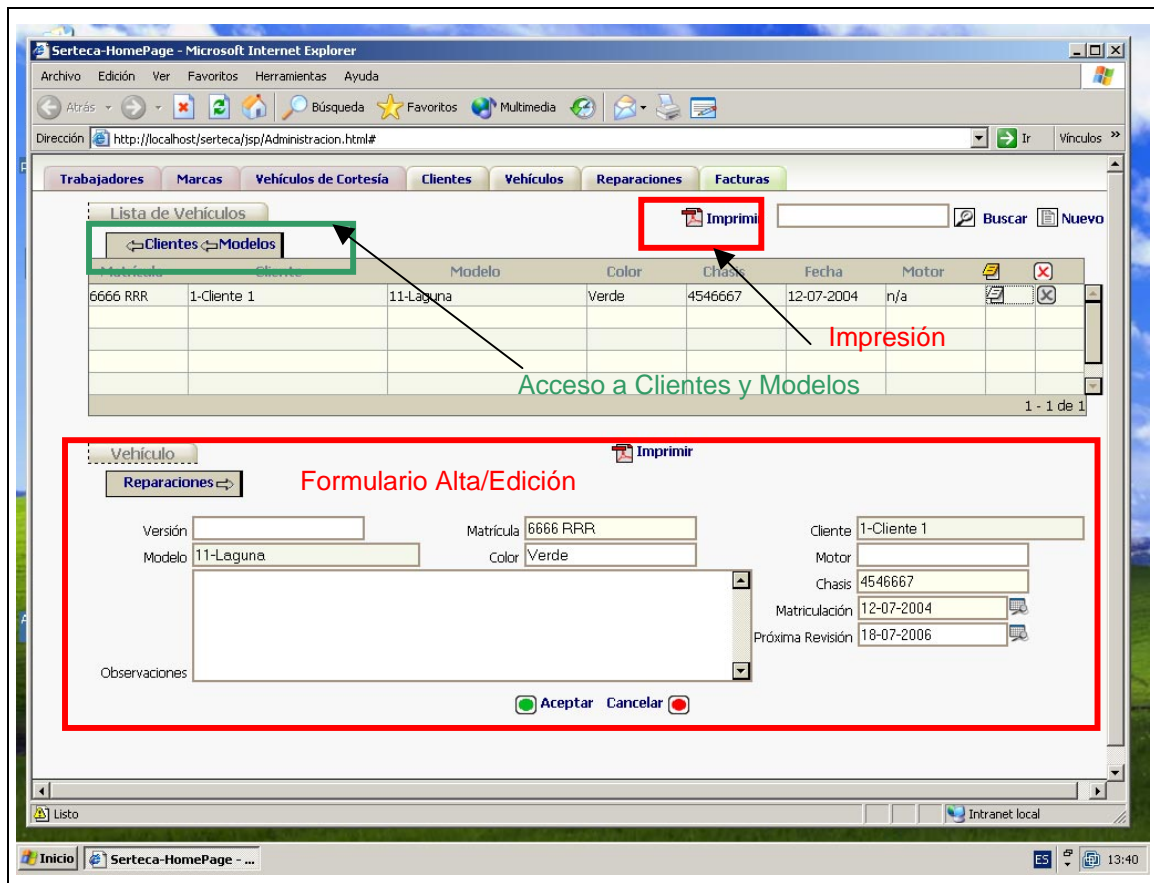 Serteca-HomePage - Microsoft Internet Explorer
Archivo Edición Ver Favoritos Herramientas Ayuda
Atrás Búsqueda Favoritos Multimedia
Dirección http://localhost/serteca/jsp/Administracion.html# Ir Vínculos »
Trabajadores Marcas Vehículos de Cortesía Clientes Vehículos Reparaciones Facturas
Lista de Vehículos Imprimir Buscar Nuevo
⇦Clientes ⇦Modelos
Matrícula Cliente Modelo Color Chasis Fecha Motor
6666 RRR 1-Cliente 1 11-Laguna Verde 4546667 12-07-2004 n/a
Impresión
Acceso a Clientes y Modelos
1 - 1 de 1
Vehículo Imprimir
Reparaciones⇨ Formulario Alta/Edición
Versión Matrícula 6666 RRR Cliente 1-Cliente 1
Modelo 11-Laguna Color Verde Motor
Chasis 4546667
Matriculación 12-07-2004
Próxima Revisión 18-07-2006
Observaciones
Aceptar Cancelar
Listo Intranet local
Inicio Serteca-HomePage - ... ES 13:40